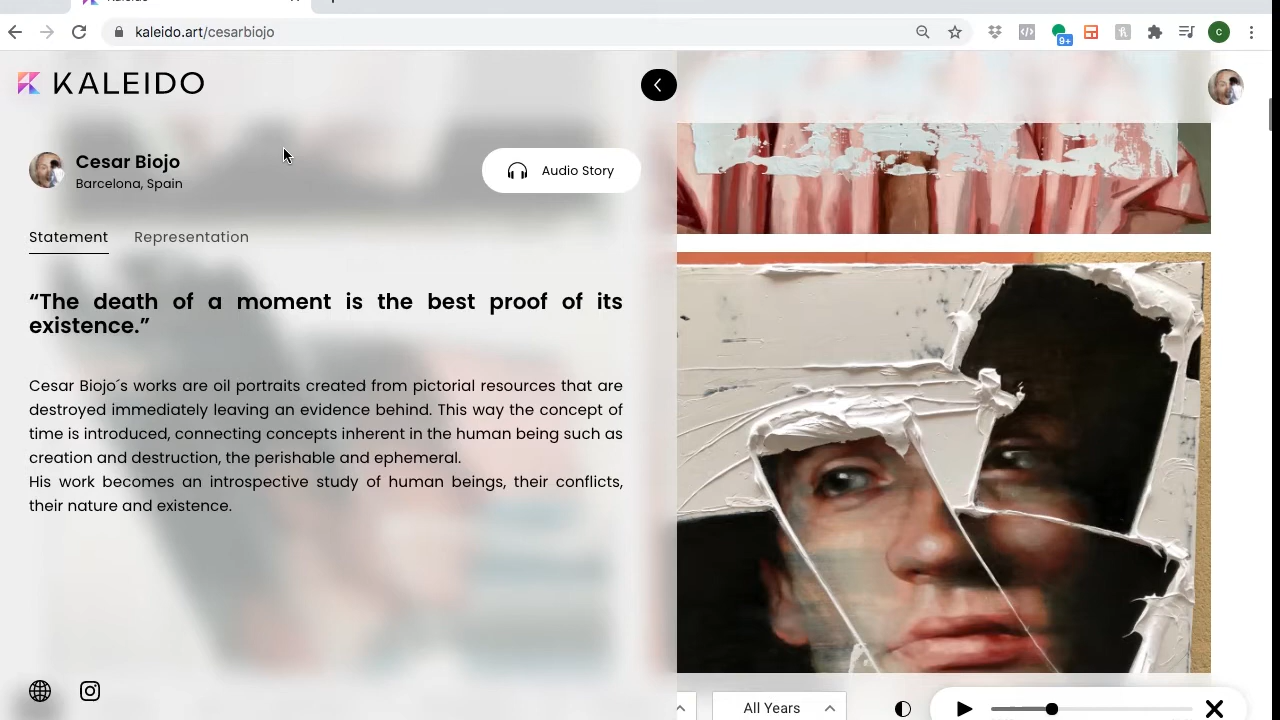 Kaleido
kaleido.art/cesarbiojo
9+
C
KALEIDO
Cesar Biojo
Barcelona, Spain
Audio Story
Statement
Representation
“The death of a moment is the best proof of its
existence.”
Cesar Biojo´s works are oil portraits created from pictorial resources that are
destroyed immediately leaving an evidence behind. This way the concept of
time is introduced, connecting concepts inherent in the human being such as
creation and destruction, the perishable and ephemeral.
His work becomes an introspective study of human beings, their conflicts,
their nature and existence.
All Years